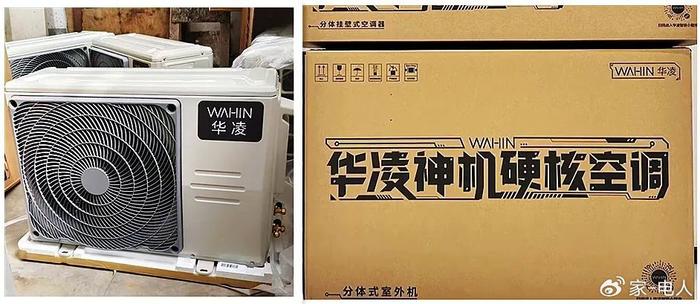 WAHIN
华凌
分体挂壁式空调器
WAHIN 华凌
WAHIN
华凌神机硬核空调
分体式室外机
家-电人